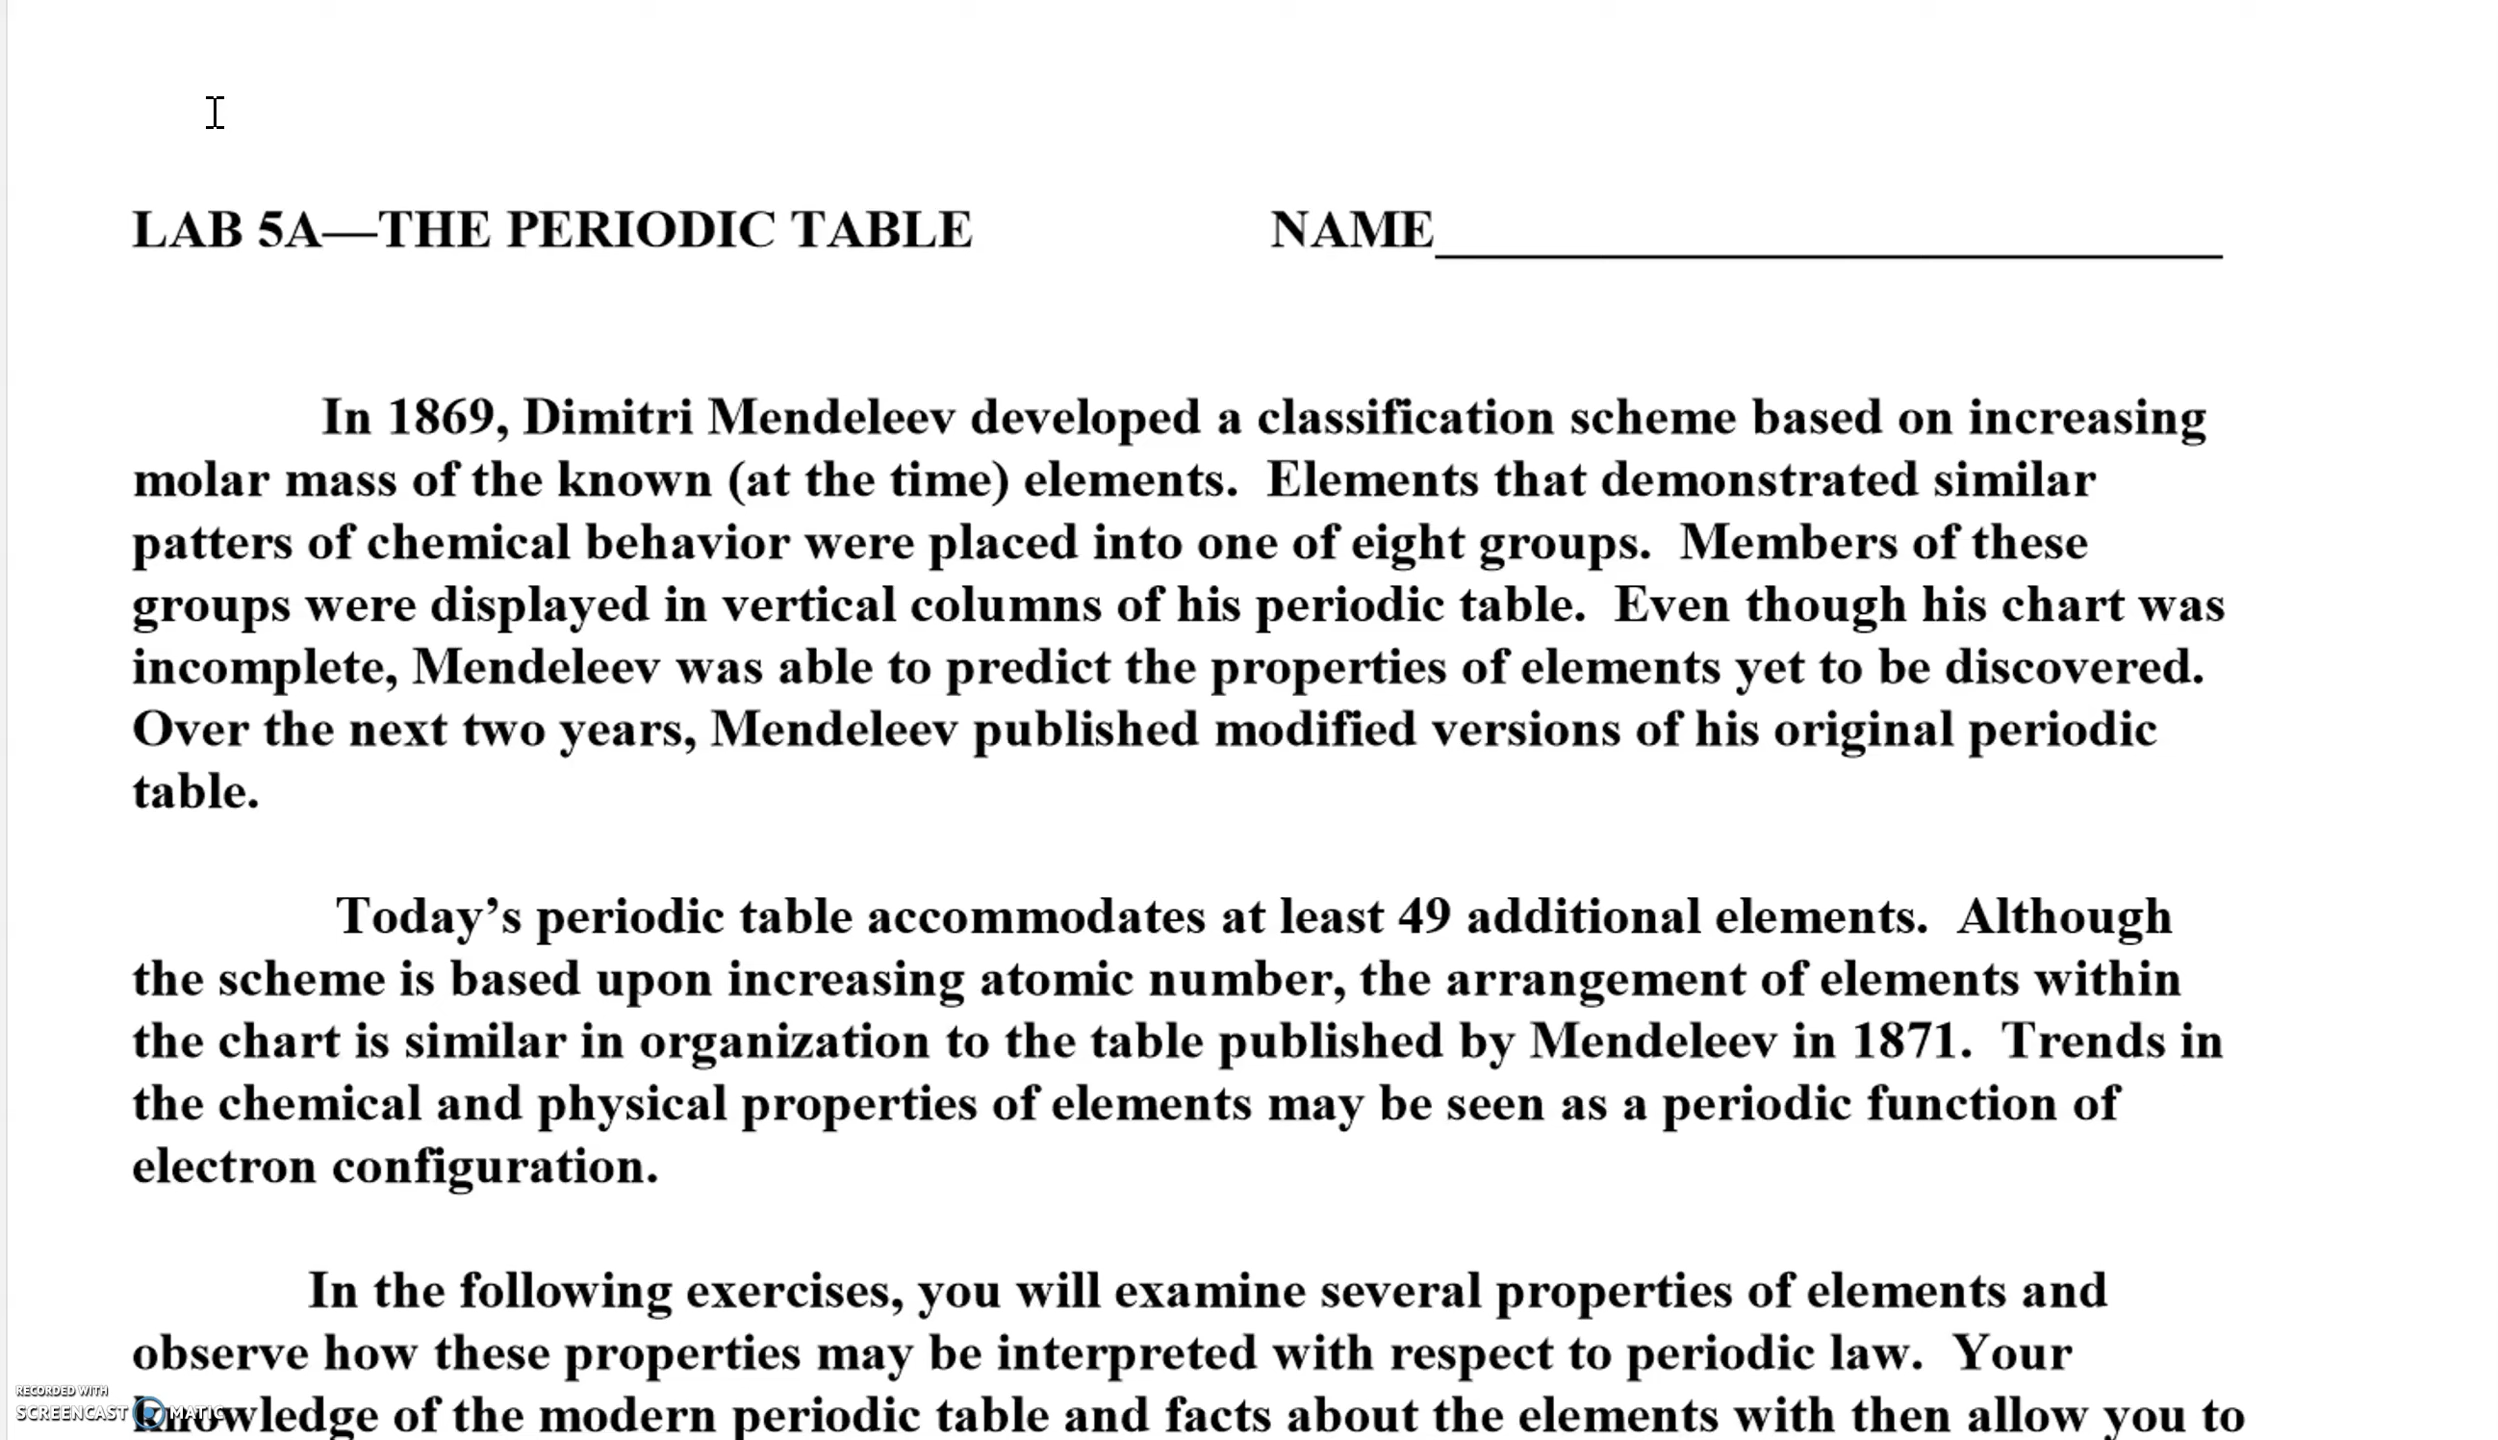 LAB 5A—THE PERIODIC TABLE NAME
In 1869, Dimitri Mendeleev developed a classification scheme based on increasing
molar mass of the known (at the time) elements. Elements that demonstrated similar
patters of chemical behavior were placed into one of eight groups. Members of these
groups were displayed in vertical columns of his periodic table. Even though his chart was
incomplete, Mendeleev was able to predict the properties of elements yet to be discovered.
Over the next two years, Mendeleev published modified versions of his original periodic
table.
Today’s periodic table accommodates at least 49 additional elements. Although
the scheme is based upon increasing atomic number, the arrangement of elements within
the chart is similar in organization to the table published by Mendeleev in 1871. Trends in
the chemical and physical properties of elements may be seen as a periodic function of
electron configuration.
In the following exercises, you will examine several properties of elements and
observe how these properties may be interpreted with respect to periodic law. Your
knowledge of the modern periodic table and facts about the elements with then allow you to
RECORDED WITH
SCREENCAST MATIC